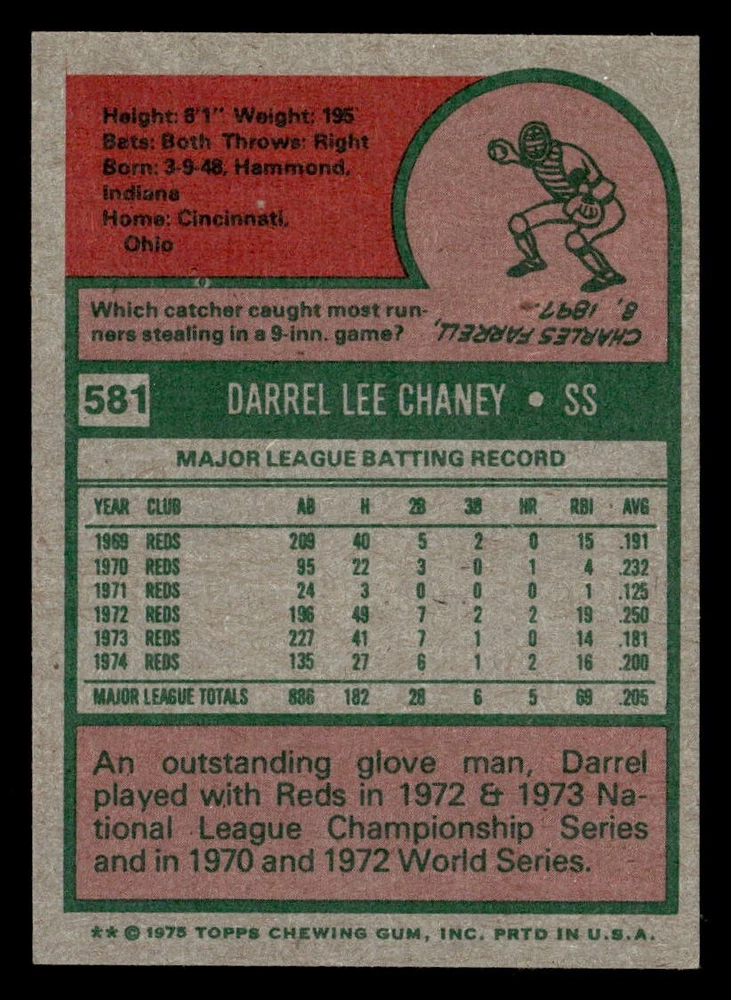 Height: 6'1" Weight: 195
Bats: Both Throws: Right
Born: 3-9-48, Hammond,
Indiana
Home: Cincinnati,
Ohio
Which catcher caught most run-
ners stealing in a 9-inn. game?
CHARLES FARRELL,
8, 1897.
581 DARREL LEE CHANEY • SS
MAJOR LEAGUE BATTING RECORD
YEAR CLUB AB H 2B 3B HR RBI AVG
1969 REDS 209 40 5 2 0 15 .191
1970 REDS 95 22 3 0 1 4 .232
1971 REDS 24 3 0 0 0 1 .125
1972 REDS 196 49 7 2 2 19 .250
1973 REDS 227 41 7 1 0 14 .181
1974 REDS 135 27 6 1 2 16 .200
MAJOR LEAGUE TOTALS 886 182 28 6 5 69 .205
An outstanding glove man, Darrel
played with Reds in 1972 & 1973 Na-
tional League Championship Series
and in 1970 and 1972 World Series.
** © 1975 TOPPS CHEWING GUM, INC. PRTD IN U.S.A.